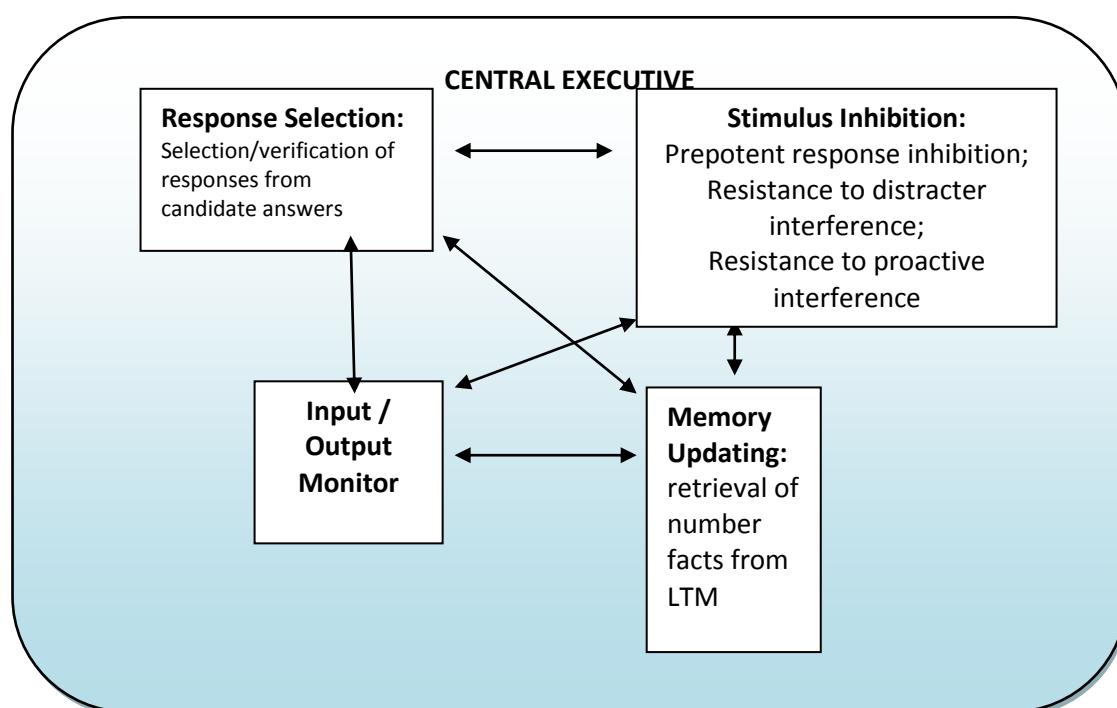 CENTRAL EXECUTIVE
Response Selection:
Selection/verification of
responses from
candidate answers
Stimulus Inhibition:
Prepotent response inhibition;
Resistance to distracter
interference;
Resistance to proactive
interference
Input /
Output
Monitor
Memory
Updating:
retrieval of
number
facts from
LTM